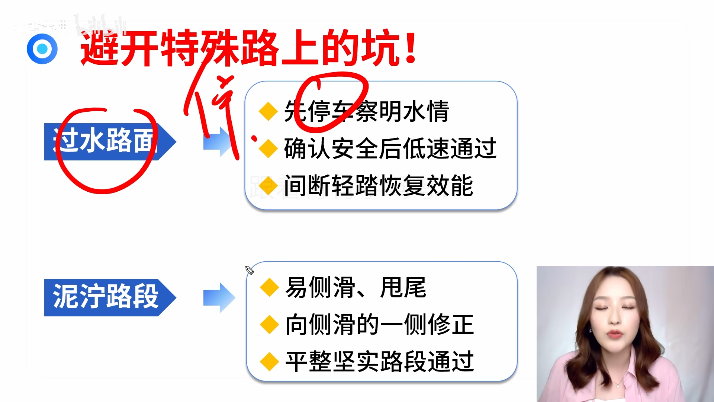 避开特殊路上的坑！
过水路面
先停车察明水情
确认安全后低速通过
间断轻踏恢复效能
泥泞路段
易侧滑、甩尾
向侧滑的一侧修正
平整坚实路段通过